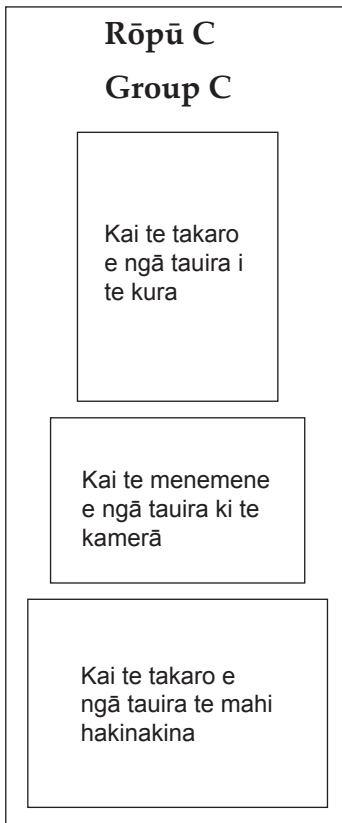 Rōpū C
Group C
Kai te takaro
e ngā tauira i
te kura
Kai te menemene
e ngā tauira ki te
kamerā
Kai te takaro e
ngā tauira te mahi
hakinakina